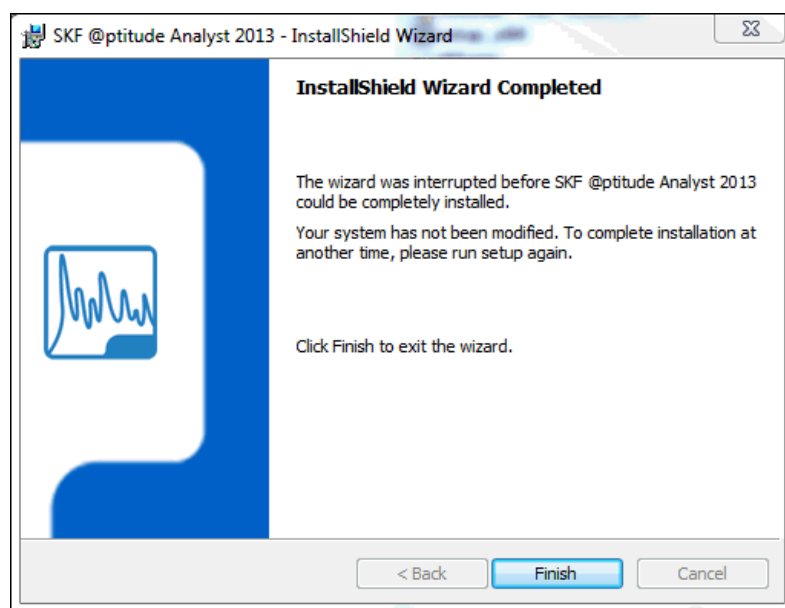 SKF @ptitude Analyst 2013 - InstallShield Wizard
InstallShield Wizard Completed
The wizard was interrupted before SKF @ptitude Analyst 2013
could be completely installed.
Your system has not been modified. To complete installation at
another time, please run setup again.
Click Finish to exit the wizard.
< Back
Finish
Cancel